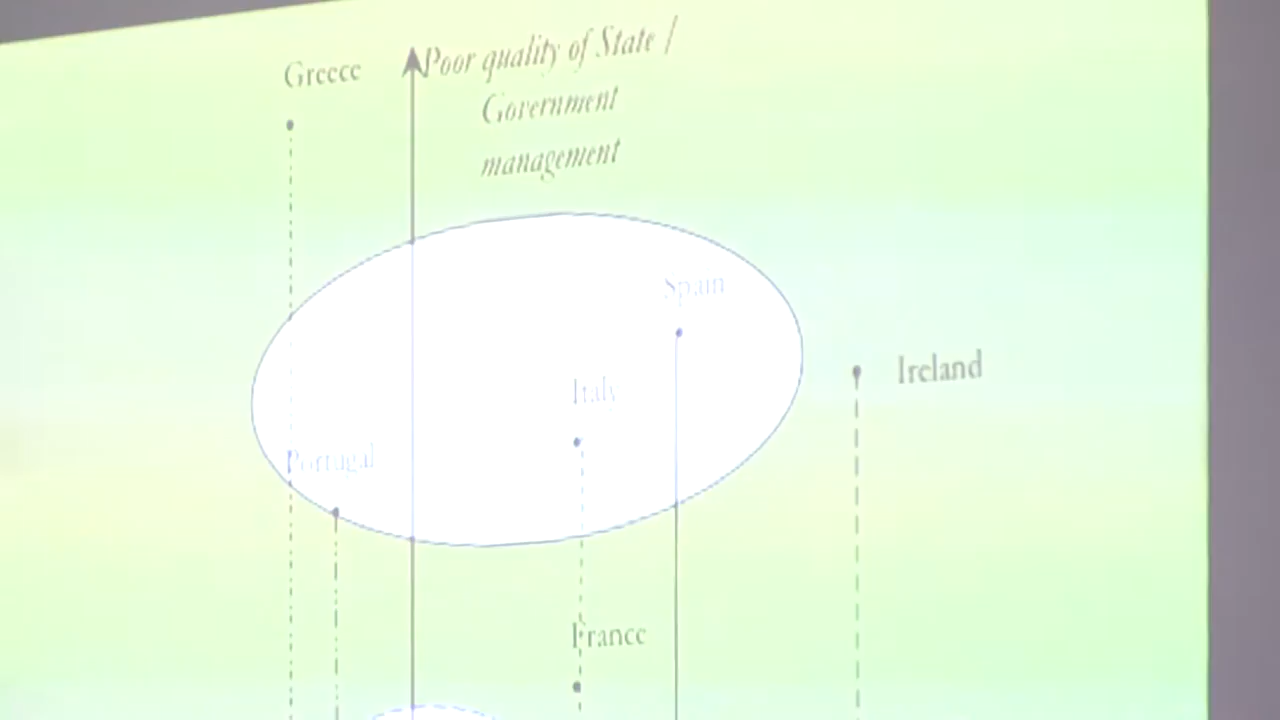 Greece
Poor quality of State /
Government
management
Spain
Ireland
Italy
Portugal
France